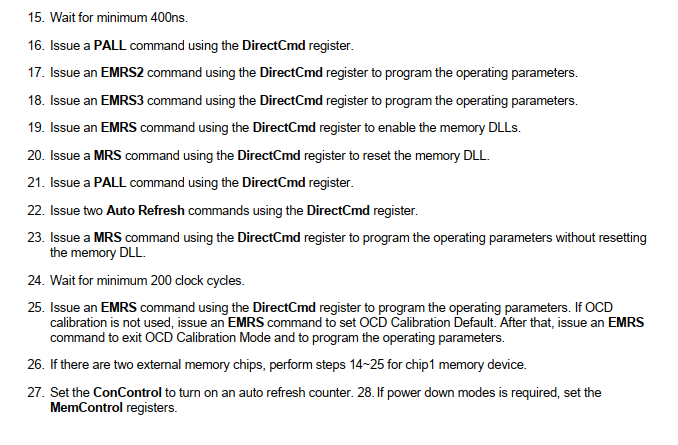 15. Wait for minimum 400ns.
16. Issue a PALL command using the DirectCmd register.
17. Issue an EMRS2 command using the DirectCmd register to program the operating parameters.
18. Issue an EMRS3 command using the DirectCmd register to program the operating parameters.
19. Issue an EMRS command using the DirectCmd register to enable the memory DLLs.
20. Issue a MRS command using the DirectCmd register to reset the memory DLL.
21. Issue a PALL command using the DirectCmd register.
22. Issue two Auto Refresh commands using the DirectCmd register.
23. Issue a MRS command using the DirectCmd register to program the operating parameters without resetting
the memory DLL.
24. Wait for minimum 200 clock cycles.
25. Issue an EMRS command using the DirectCmd register to program the operating parameters. If OCD
calibration is not used, issue an EMRS command to set OCD Calibration Default. After that, issue an EMRS
command to exit OCD Calibration Mode and to program the operating parameters.
26. If there are two external memory chips, perform steps 14~25 for chip1 memory device.
27. Set the ConControl to turn on an auto refresh counter. 28. If power down modes is required, set the
MemControl registers.